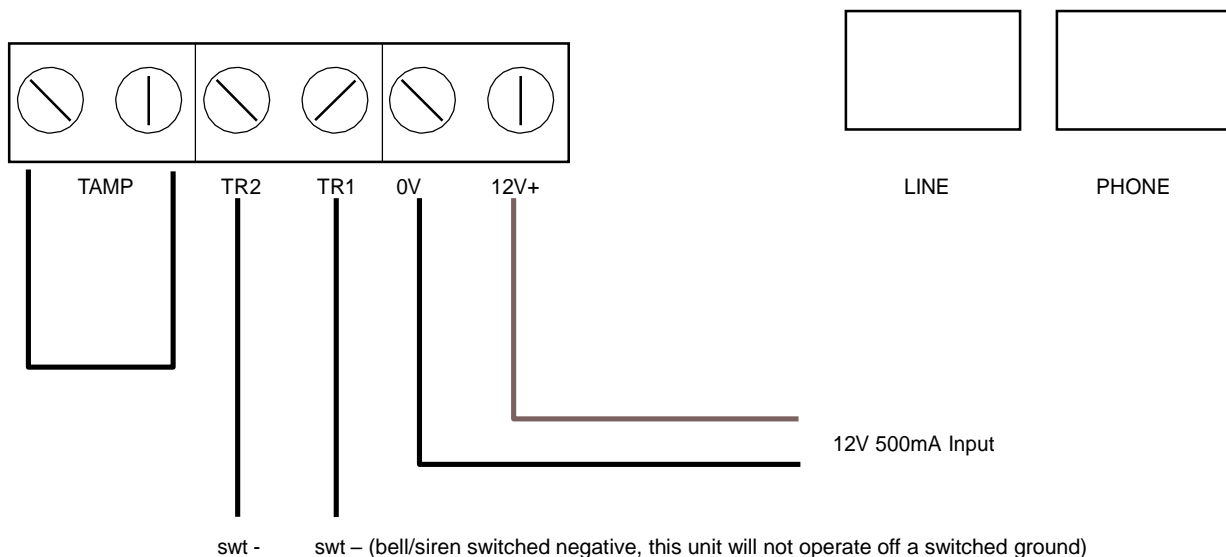 TAMP TR2 TR1 0V 12V+ LINE PHONE
12V 500mA Input
swt - swt – (bell/siren switched negative, this unit will not operate off a switched ground)